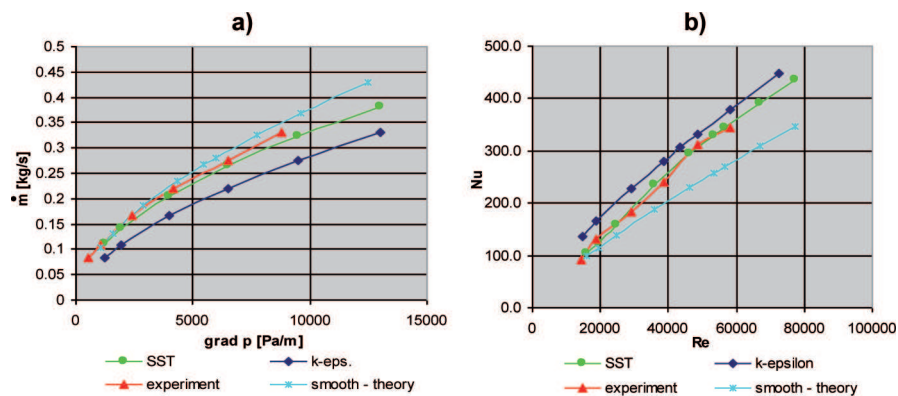 a)
0.5
0.45
0.4
0.35
0.3
0.25
0.2
0.15
0.1
0.05
0
ṁ [kg/s]
0 5000 10000 15000
grad p [Pa/m]
SST k-eps.
experiment smooth - theory
b)
500.0
400.0
300.0
200.0
100.0
0.0
Nu
0 20000 40000 60000 80000 100000
Re
SST k-epsilon
experiment smooth - theory